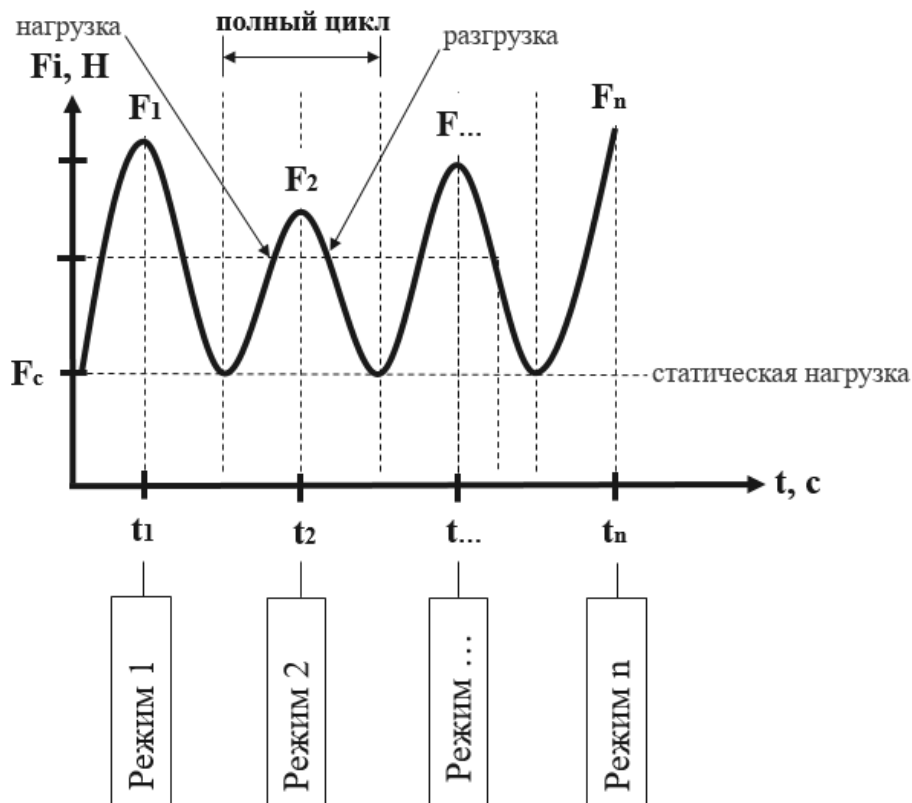 полный цикл
нагрузка
разгрузка
Fi, Н
F1
F2
F...
Fn
Fc
статическая нагрузка
t, с
t1
t2
t...
tn
Режим 1
Режим 2
Режим ...
Режим n